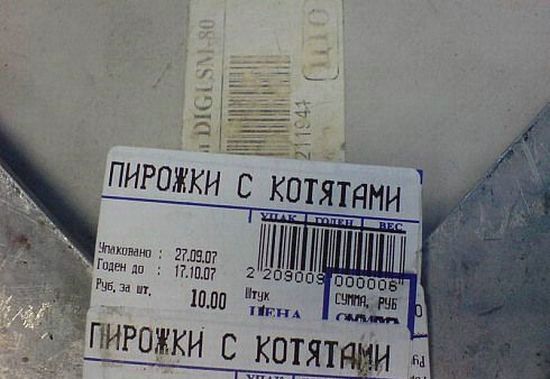 DIGI SM-80
211944
ПИРОЖКИ С КОТЯТАМИ
УПАК ГОДЕН ВЕС
Упаковано : 27.09.07
Годен до : 17.10.07
Руб. за шт. 10.00
2 209009 000006
Штук
ЦЕНА
СУММА, РУБ
ПИРОЖКИ С КОТЯТАМИ